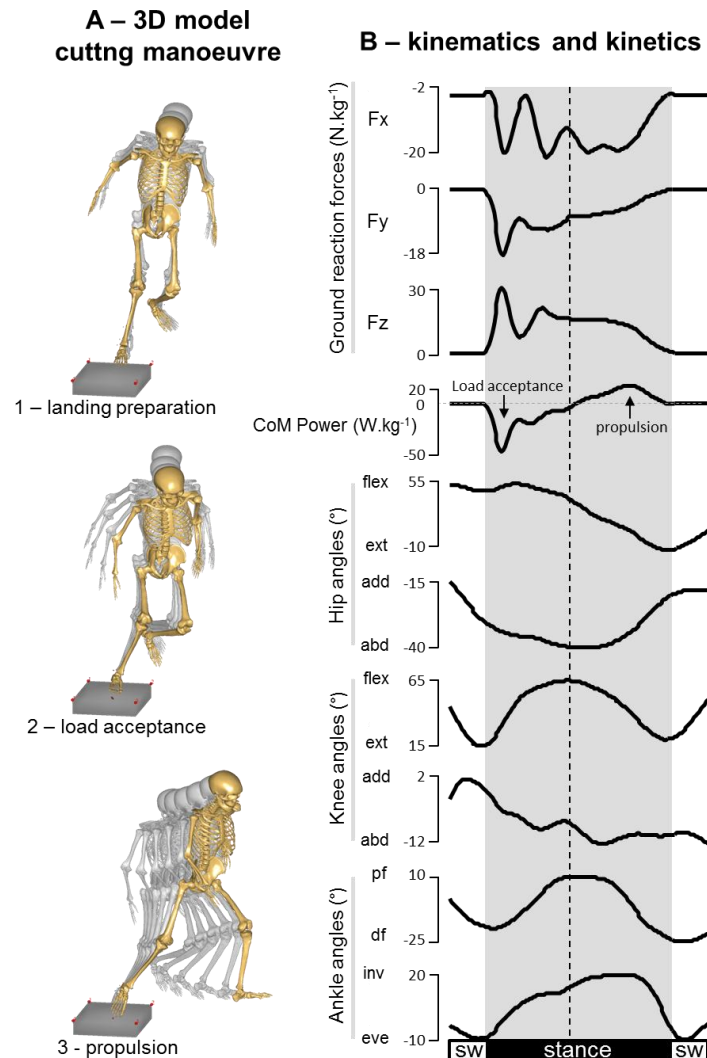 A – 3D model
cuttng manoeuvre
1 – landing preparation
2 – load acceptance
3 - propulsion
B – kinematics and kinetics
Ground reaction forces (N.kg⁻¹)
Fx
-2
-20
Fy
0
-18
Fz
30
0
CoM Power (W.kg⁻¹)
20
0
-50
Load acceptance
propulsion
Hip angles (°)
flex
55
ext
-10
add
-15
abd
-40
Knee angles (°)
flex
65
ext
15
add
2
abd
-12
Ankle angles (°)
pf
10
df
-25
inv
20
eve
-10
sw
stance
sw